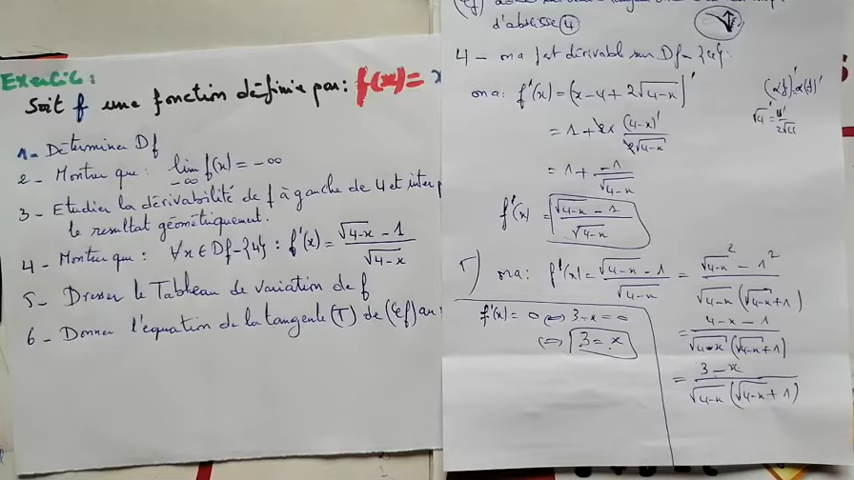 Exercice :
Soit f une fonction définie par : f(x) = x
1 - Déterminer Df
2 - Montrer que : lim f(x) = -∞
-∞
3 - Etudier la dérivabilité de f à gauche de 4 et inter
le resultat géométriquement.
4 - Montrer que : ∀x ∈ Df - {4} : f'(x) = (√(4-x) - 1) / √(4-x)
5 - Dresser le Tableau de variation de f
6 - Donner l'équation de la tangente (T) de (Cf) au
d'abscisse 4
4 - on a f est dérivable sur Df - {4} :
on a : f'(x) = (x - 4 + 2√(4-x))'
(αf)' = α(f)'
= 1 + 2 × (4-x)' / 2√(4-x)
√u' = u' / 2√u
= 1 + -1 / √(4-x)
f'(x) = (√(4-x) - 1) / √(4-x)
5) on a : f'(x) = (√(4-x) - 1) / √(4-x) = (√(4-x)² - 1²) / (√(4-x) (√(4-x) + 1))
= (4-x-1) / (√(4-x) (√(4-x) + 1))
= (3-x) / (√(4-x) (√(4-x) + 1))
f'(x) = 0 ⟺ 3-x = 0
⟺ 3 = x